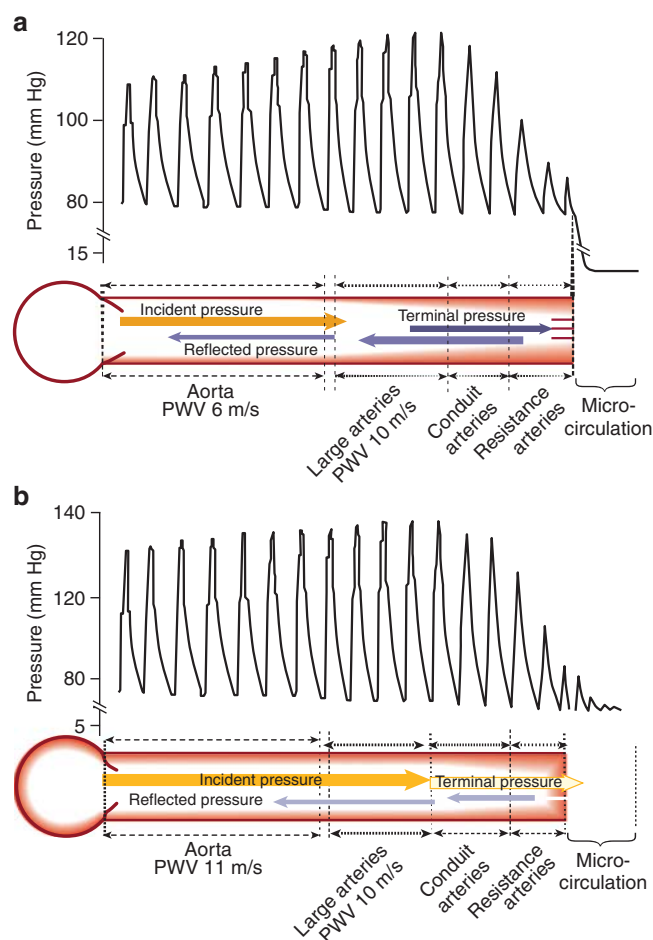 a
120
100
80
15
Pressure (mm Hg)
Incident pressure
Terminal pressure
Reflected pressure
Aorta
PWV 6 m/s
Large arteries
PWV 10 m/s
Conduit
arteries
Resistance
arteries
Micro-
circulation
b
140
120
80
5
Pressure (mm Hg)
Incident pressure
Terminal pressure
Reflected pressure
Aorta
PWV 11 m/s
Large arteries
PWV 10 m/s
Conduit
arteries
Resistance
arteries
Micro-
circulation